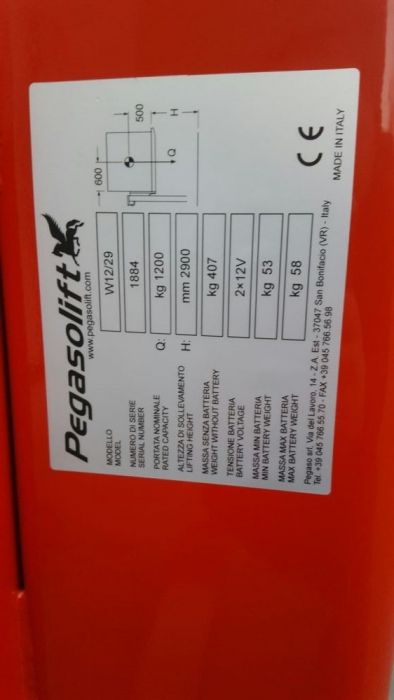 Pegasolift
www.pegasolift.com
600
500
Q
H
MODELLO
MODEL
W12/29
NUMERO DI SERIE
SERIAL NUMBER
1884
PORTATA NOMINALE
RATED CAPACITY
Q:
kg 1200
ALTEZZA DI SOLLEVAMENTO
LIFTING HEIGHT
H:
mm 2900
MASSA SENZA BATTERIA
WEIGHT WITHOUT BATTERY
kg 407
TENSIONE BATTERIA
BATTERY VOLTAGE
2×12V
MASSA MIN BATTERIA
MIN BATTERY WEIGHT
kg 53
MASSA MAX BATTERIA
MAX BATTERY WEIGHT
kg 58
CE
MADE IN ITALY
Pegaso srl, Via del Lavoro, 14 - Z.A. Est - 37047 San Bonifacio (VR) - Italy
Tel. +39 045 766.55.70 - FAX +39 045 766.56.98